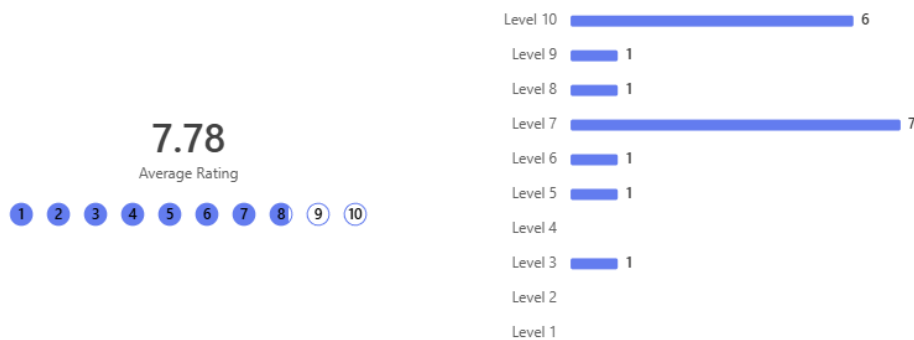 7.78
Average Rating
1 2 3 4 5 6 7 8 9 10
Level 10 6
Level 9 1
Level 8 1
Level 7 7
Level 6 1
Level 5 1
Level 4
Level 3 1
Level 2
Level 1